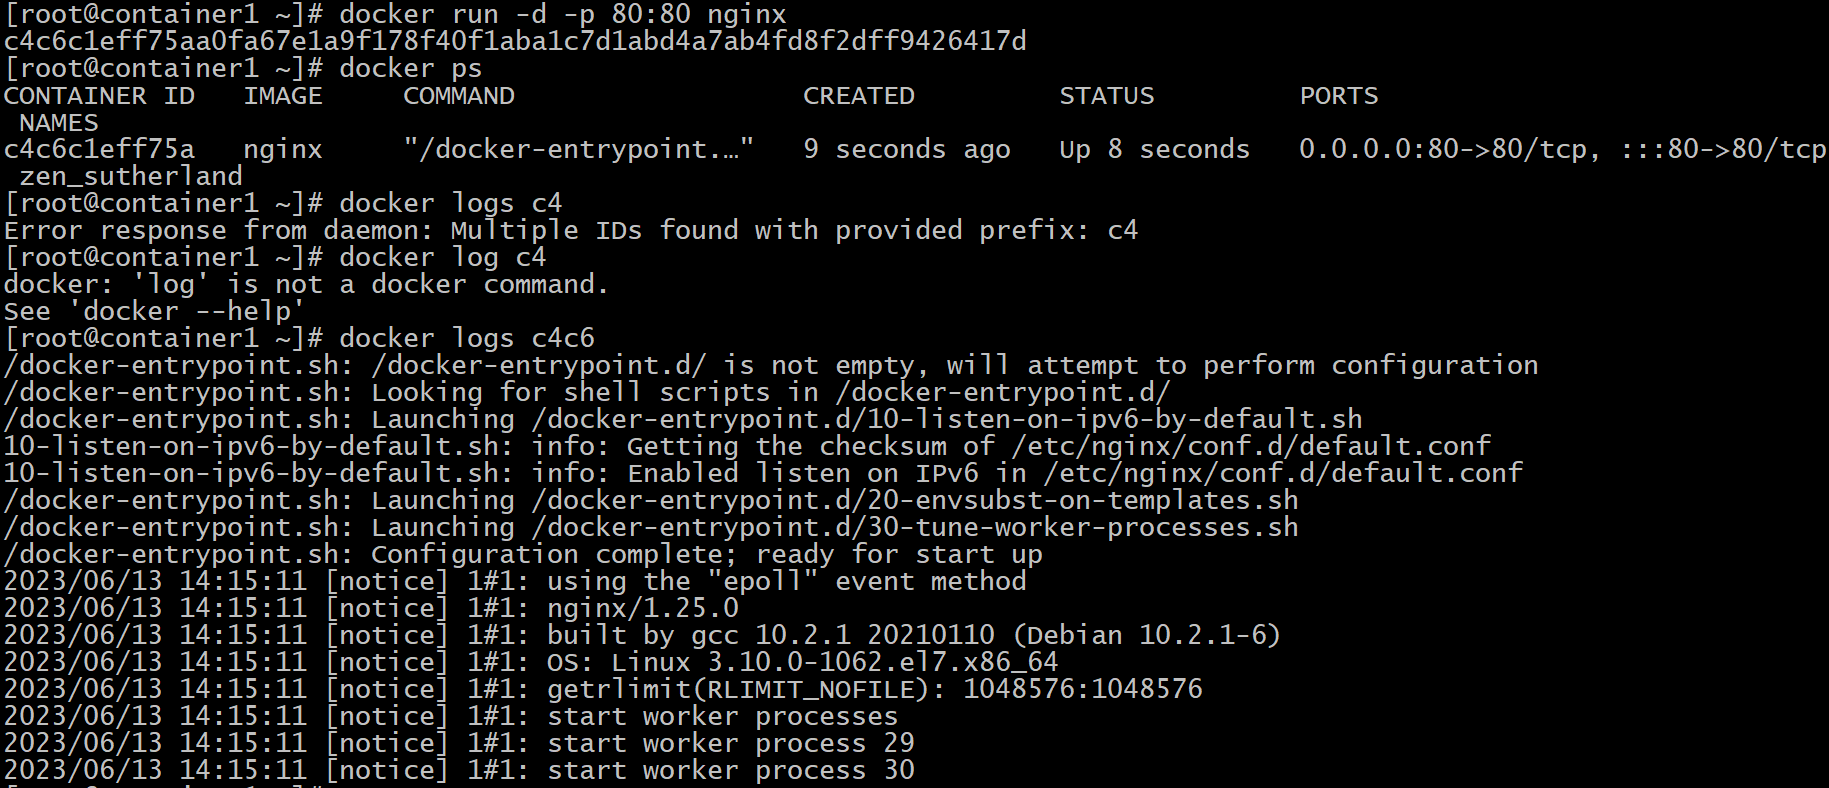 [root@container1 ~]# docker run -d -p 80:80 nginx
c4c6c1eff75aa0fa67e1a9f178f40f1aba1c7d1abd4a7ab4fd8f2dff9426417d
[root@container1 ~]# docker ps
CONTAINER ID   IMAGE     COMMAND                  CREATED         STATUS         PORTS
 NAMES
c4c6c1eff75a   nginx     "/docker-entrypoint.…"   9 seconds ago   Up 8 seconds   0.0.0.0:80->80/tcp, :::80->80/tcp
 zen_sutherland
[root@container1 ~]# docker logs c4
Error response from daemon: Multiple IDs found with provided prefix: c4
[root@container1 ~]# docker log c4
docker: 'log' is not a docker command.
See 'docker --help'
[root@container1 ~]# docker logs c4c6
/docker-entrypoint.sh: /docker-entrypoint.d/ is not empty, will attempt to perform configuration
/docker-entrypoint.sh: Looking for shell scripts in /docker-entrypoint.d/
/docker-entrypoint.sh: Launching /docker-entrypoint.d/10-listen-on-ipv6-by-default.sh
10-listen-on-ipv6-by-default.sh: info: Getting the checksum of /etc/nginx/conf.d/default.conf
10-listen-on-ipv6-by-default.sh: info: Enabled listen on IPv6 in /etc/nginx/conf.d/default.conf
/docker-entrypoint.sh: Launching /docker-entrypoint.d/20-envsubst-on-templates.sh
/docker-entrypoint.sh: Launching /docker-entrypoint.d/30-tune-worker-processes.sh
/docker-entrypoint.sh: Configuration complete; ready for start up
2023/06/13 14:15:11 [notice] 1#1: using the "epoll" event method
2023/06/13 14:15:11 [notice] 1#1: nginx/1.25.0
2023/06/13 14:15:11 [notice] 1#1: built by gcc 10.2.1 20210110 (Debian 10.2.1-6)
2023/06/13 14:15:11 [notice] 1#1: OS: Linux 3.10.0-1062.el7.x86_64
2023/06/13 14:15:11 [notice] 1#1: getrlimit(RLIMIT_NOFILE): 1048576:1048576
2023/06/13 14:15:11 [notice] 1#1: start worker processes
2023/06/13 14:15:11 [notice] 1#1: start worker process 29
2023/06/13 14:15:11 [notice] 1#1: start worker process 30